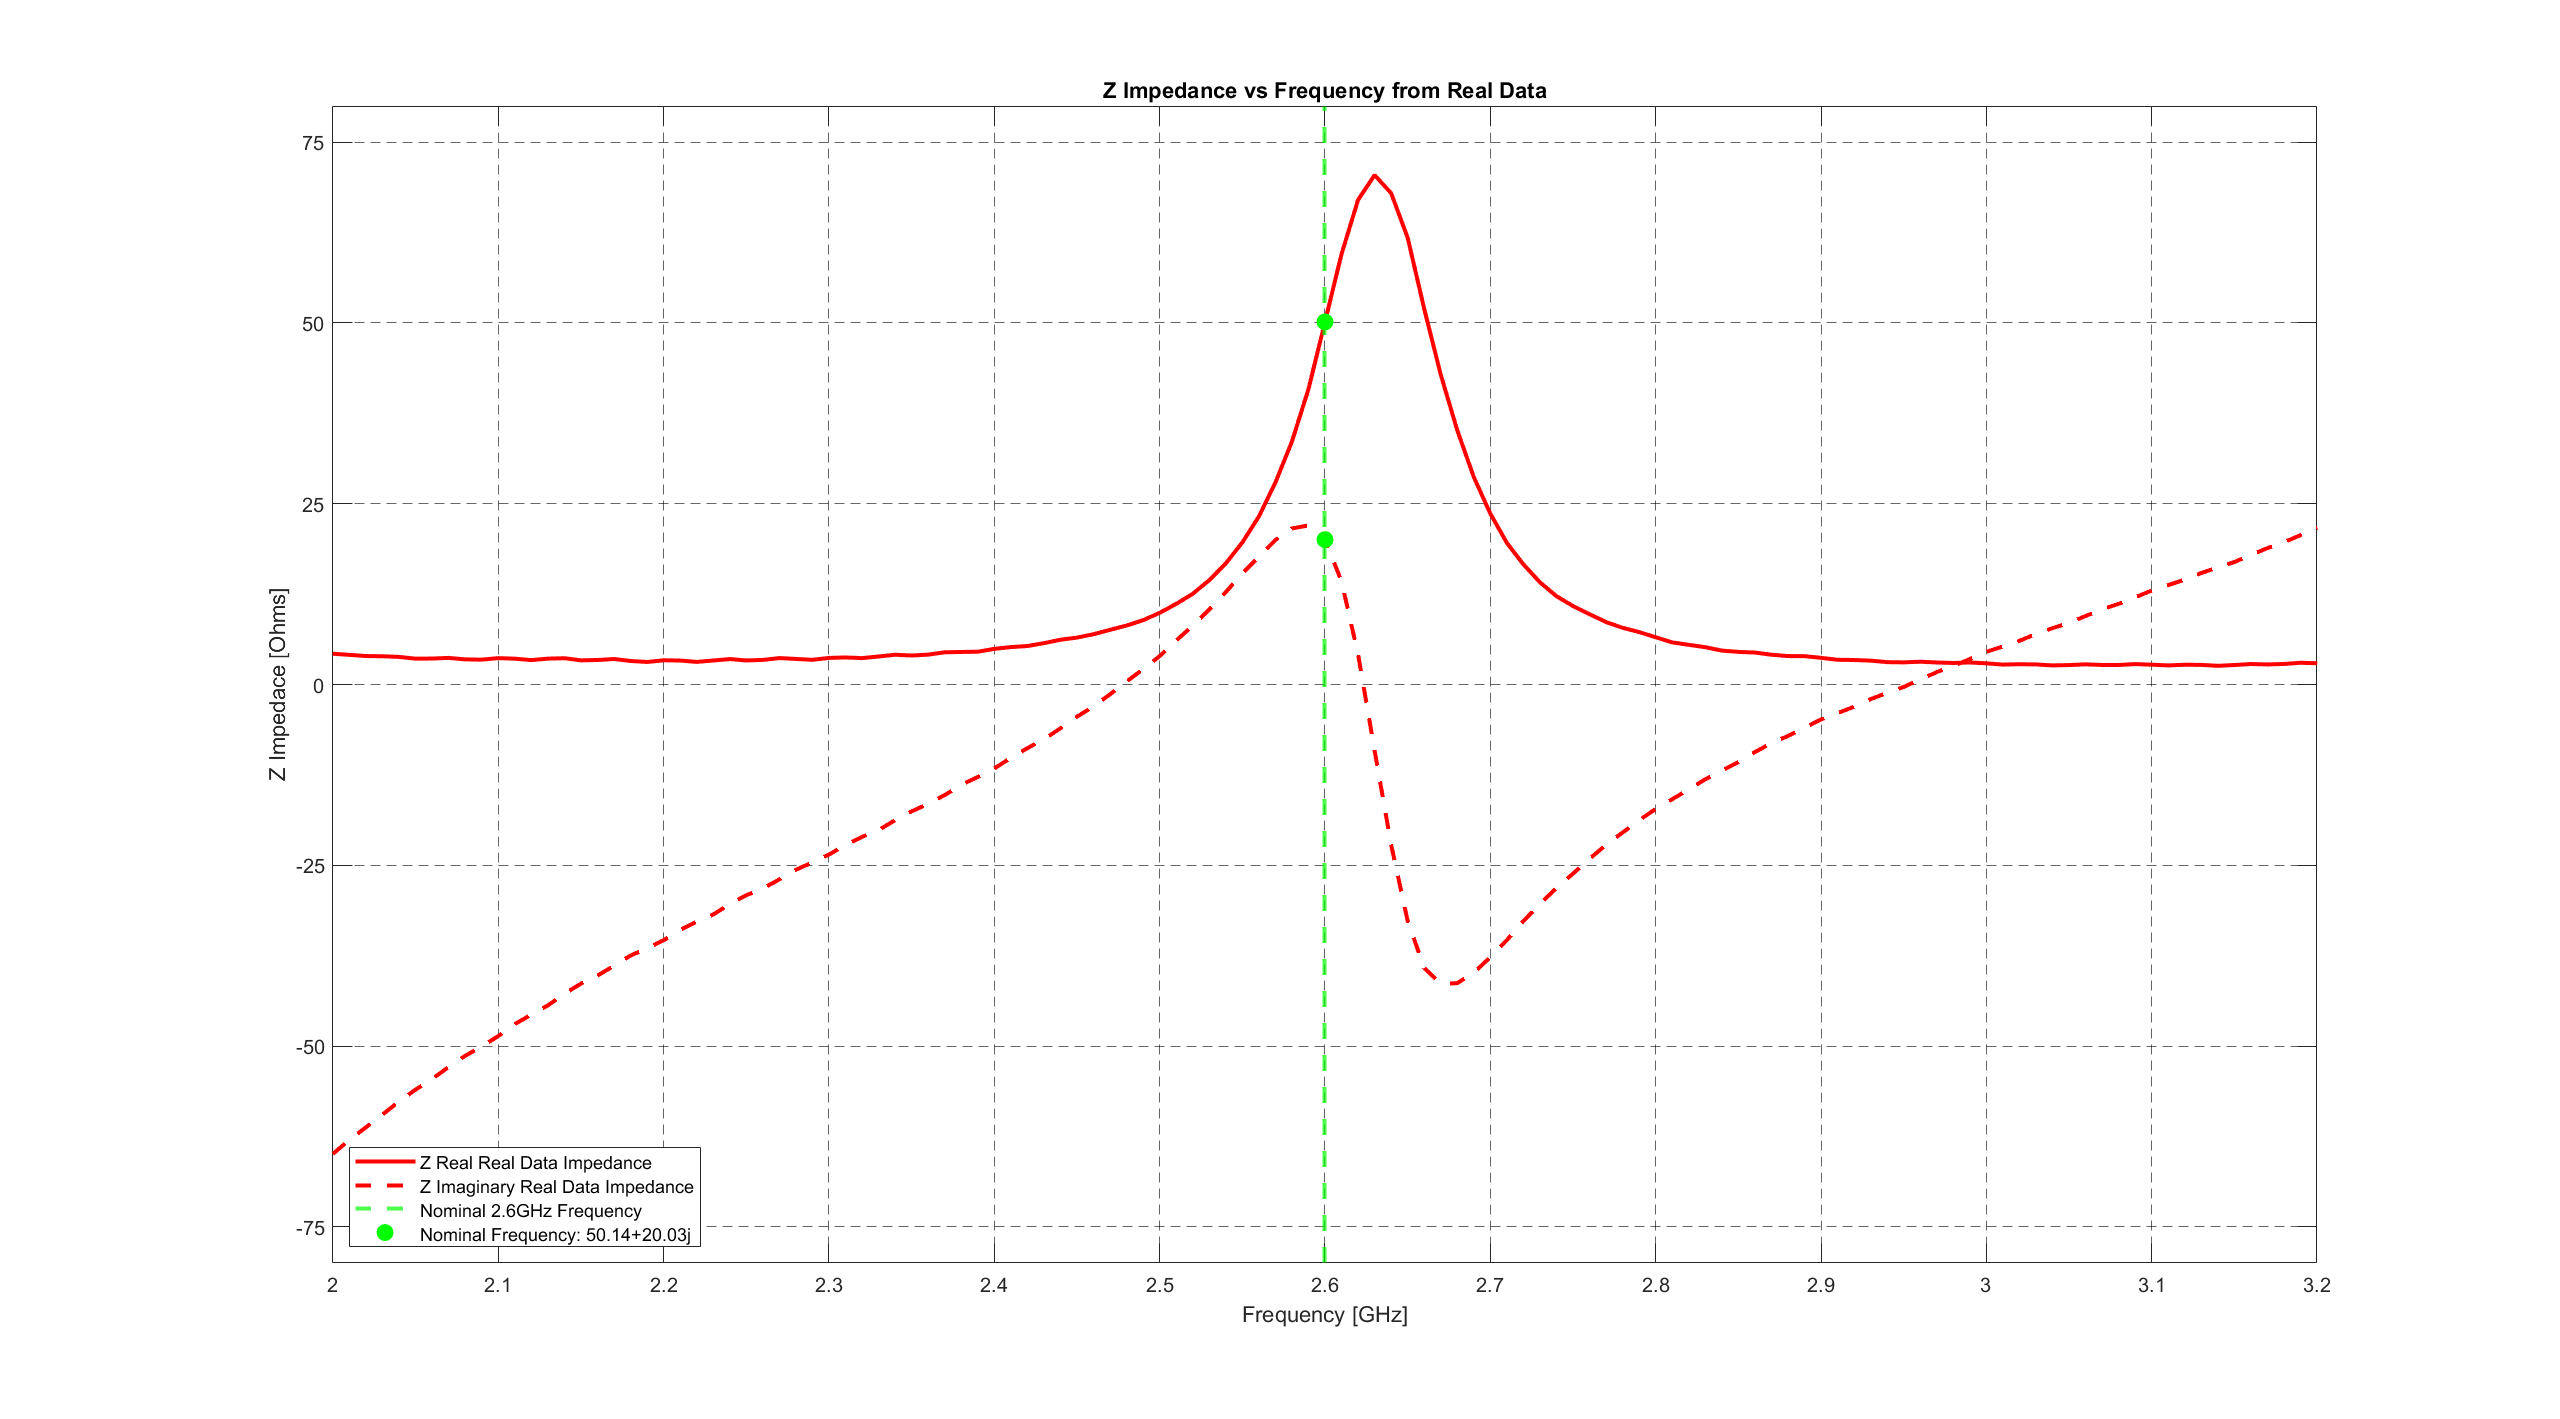 Z Impedance vs Frequency from Real Data
75
50
25
0
-25
-50
-75
Z Impedace [Ohms]
Z Real Real Data Impedance
Z Imaginary Real Data Impedance
Nominal 2.6GHz Frequency
Nominal Frequency: 50.14+20.03j
2 2.1 2.2 2.3 2.4 2.5 2.6 2.7 2.8 2.9 3 3.1 3.2
Frequency [GHz]